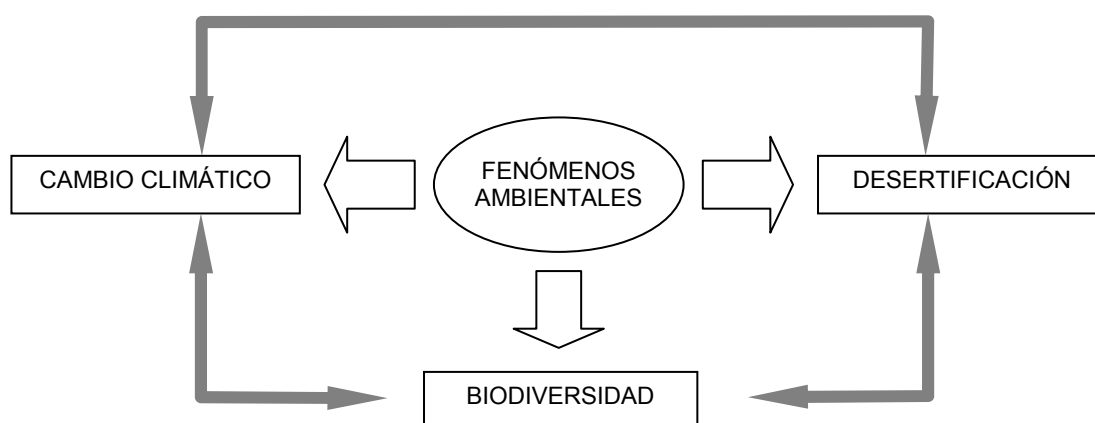 CAMBIO CLIMÁTICO
FENÓMENOS
AMBIENTALES
DESERTIFICACIÓN
BIODIVERSIDAD